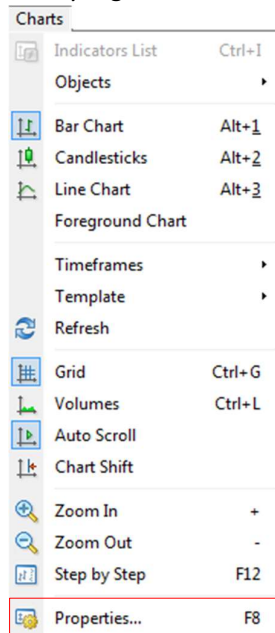 Charts
Indicators List Ctrl+I
Objects
Bar Chart Alt+1
Candlesticks Alt+2
Line Chart Alt+3
Foreground Chart
Timeframes
Template
Refresh
Grid Ctrl+G
Volumes Ctrl+L
Auto Scroll
Chart Shift
Zoom In +
Zoom Out -
Step by Step F12
Properties... F8